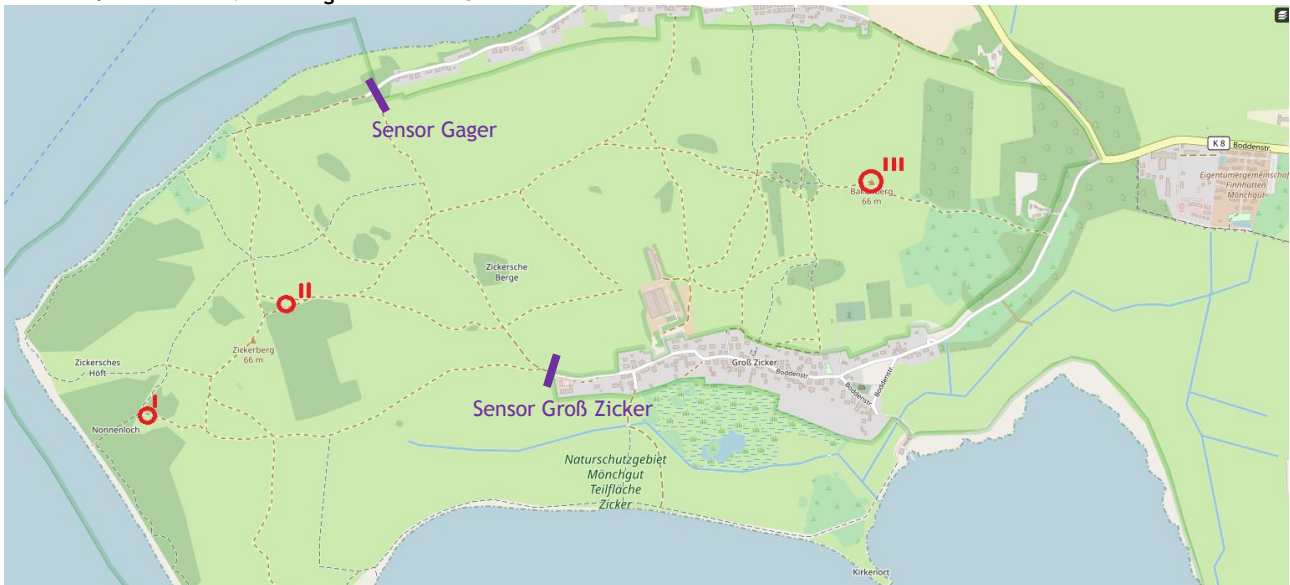 Sensor Gager
K 8
Boddenstr.
III
Bakenberg
66 m
Eigentümergemeinschaft
Finnhütten
Mönchgut
Zickersche
Berge
II
Ziekerberg
66 m
Zickersches
Höft
Groß Zicker
Boddenstr.
Boddenstr.
Boddenstr.
I
Nonnenloch
Sensor Groß Zicker
Naturschutzgebiet
Mönchgut
Teilfläche
Zicker
Kirkenort